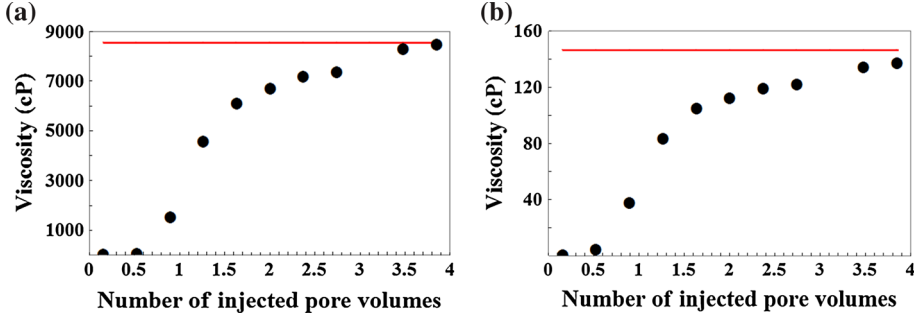 (a)
9000
7000
5000
3000
1000
Viscosity (cP)
0 0.5 1 1.5 2 2.5 3 3.5 4
Number of injected pore volumes
(b)
160
120
80
40
Viscosity (cP)
0 0.5 1 1.5 2 2.5 3 3.5 4
Number of injected pore volumes